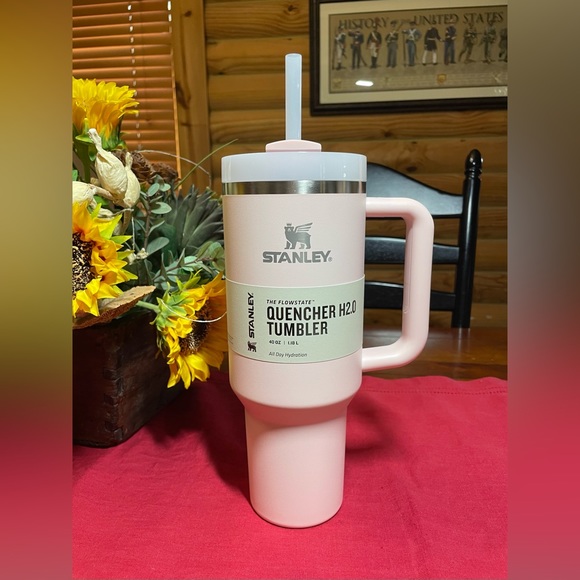 HISTORY OF THE UNITED STATES
STANLEY®
STANLEY.
THE FLOWSTATE™
QUENCHER H2.0
TUMBLER
40 OZ | 1.18 L
All Day Hydration